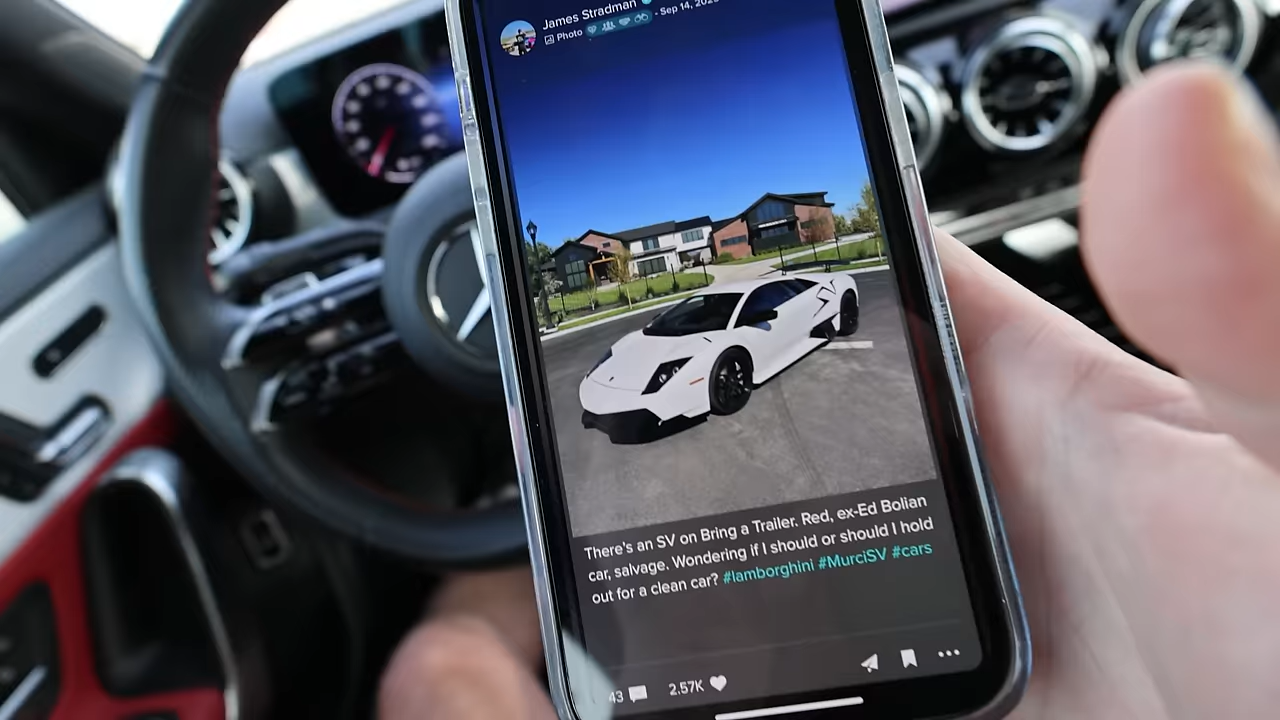 James Stradman
Photo - Sep 14,
There's an SV on Bring a Trailer. Red, ex-Ed Bolian
car, salvage. Wondering if I should or should I hold
out for a clean car? #lamborghini #MurciSV #cars
43 2.57K